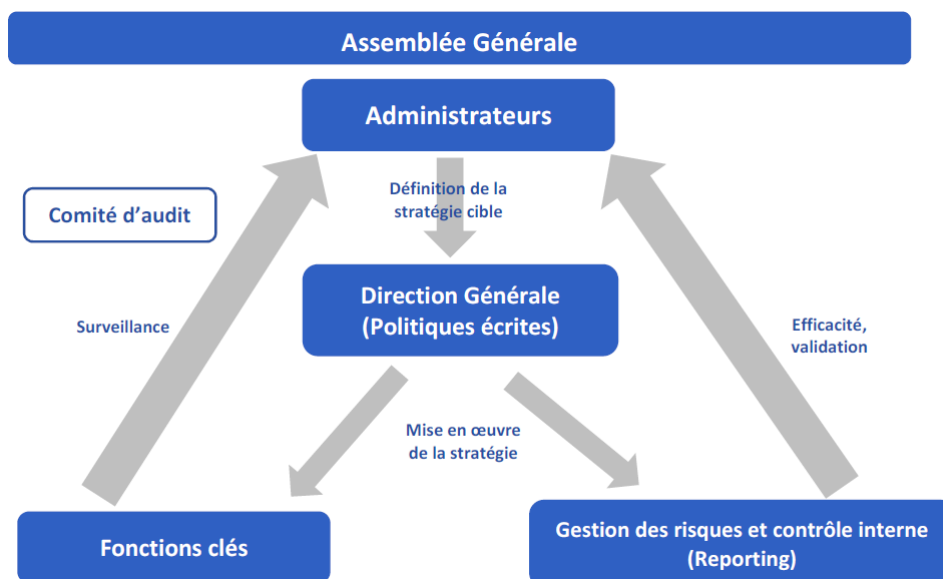 Assemblée Générale
Administrateurs
Définition de la
stratégie cible
Comité d’audit
Direction Générale
(Politiques écrites)
Surveillance
Efficacité,
validation
Mise en œuvre
de la stratégie
Fonctions clés
Gestion des risques et contrôle interne
(Reporting)